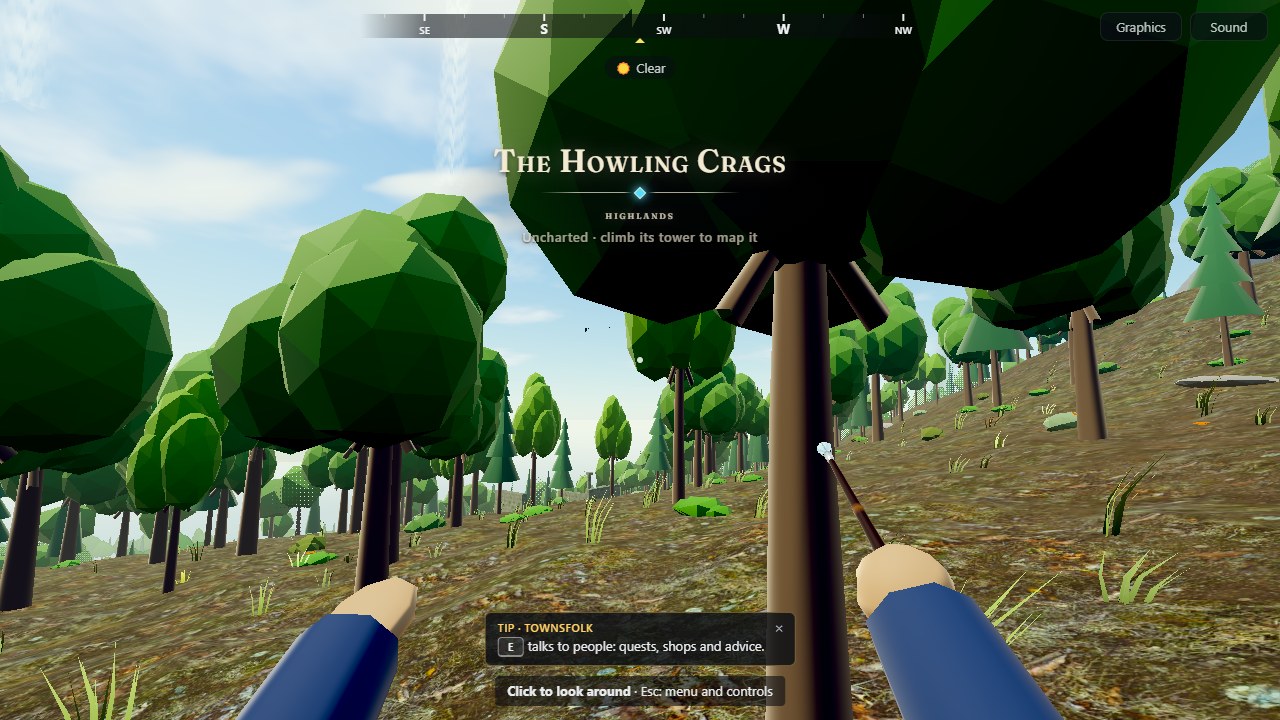 SE S SW W NW
Graphics
Sound
Clear
The Howling Crags
HIGHLANDS
Uncharted · climb its tower to map it
TIP · TOWNSFOLK ×
E talks to people: quests, shops and advice.
Click to look around · Esc: menu and controls